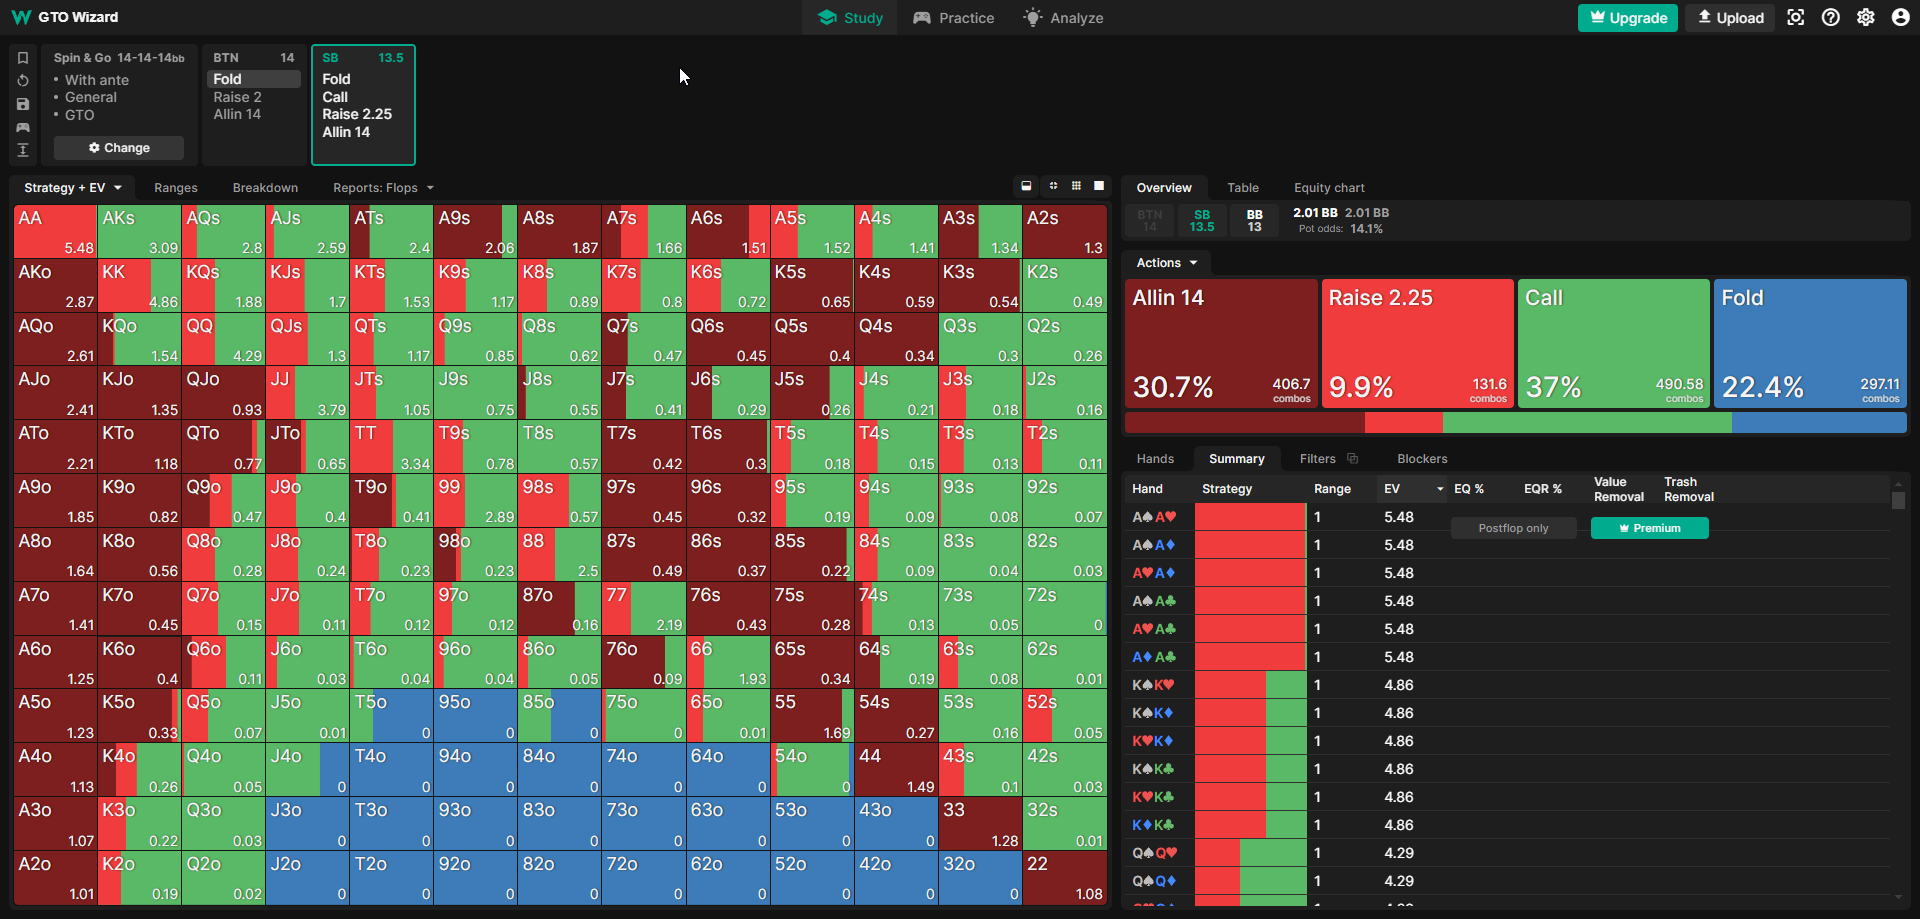 GTO Wizard
Study
Practice
Analyze
Upgrade
Upload
Spin & Go 14-14-14bb
• With ante
• General
• GTO
Change
BTN 14
Fold
Raise 2
Allin 14
SB 13.5
Fold
Call
Raise 2.25
Allin 14
Strategy + EV
Ranges
Breakdown
Reports: Flops
AA AKs AQs AJs ATs A9s A8s A7s A6s A5s A4s A3s A2s
5.48 3.09 2.8 2.59 2.4 2.06 1.87 1.66 1.51 1.52 1.41 1.34 1.3
AKo KK KQs KJs KTs K9s K8s K7s K6s K5s K4s K3s K2s
2.87 4.86 1.88 1.7 1.53 1.17 0.89 0.8 0.72 0.65 0.59 0.54 0.49
AQo KQo QQ QJs QTs Q9s Q8s Q7s Q6s Q5s Q4s Q3s Q2s
2.61 1.54 4.29 1.3 1.17 0.85 0.62 0.47 0.45 0.4 0.34 0.3 0.26
AJo KJo QJo JJ JTs J9s J8s J7s J6s J5s J4s J3s J2s
2.41 1.35 0.93 3.79 1.05 0.75 0.55 0.41 0.29 0.26 0.21 0.18 0.16
ATo KTo QTo JTo TT T9s T8s T7s T6s T5s T4s T3s T2s
2.21 1.18 0.77 0.65 3.34 0.78 0.57 0.42 0.3 0.18 0.15 0.13 0.11
A9o K9o Q9o J9o T9o 99 98s 97s 96s 95s 94s 93s 92s
1.85 0.82 0.47 0.4 0.41 2.89 0.57 0.45 0.32 0.19 0.09 0.08 0.07
A8o K8o Q8o J8o T8o 98o 88 87s 86s 85s 84s 83s 82s
1.64 0.56 0.28 0.24 0.23 0.23 2.5 0.49 0.37 0.22 0.09 0.04 0.03
A7o K7o Q7o J7o T7o 97o 87o 77 76s 75s 74s 73s 72s
1.41 0.45 0.15 0.11 0.12 0.12 0.16 2.19 0.43 0.28 0.13 0.05 0
A6o K6o Q6o J6o T6o 96o 86o 76o 66 65s 64s 63s 62s
1.25 0.4 0.11 0.03 0.04 0.04 0.05 0.09 1.93 0.34 0.19 0.08 0.01
A5o K5o Q5o J5o T5o 95o 85o 75o 65o 55 54s 53s 52s
1.23 0.33 0.07 0.01 0 0 0 0 0.01 1.69 0.27 0.16 0.05
A4o K4o Q4o J4o T4o 94o 84o 74o 64o 54o 44 43s 42s
1.13 0.26 0.05 0 0 0 0 0 0 0 1.49 0.1 0.03
A3o K3o Q3o J3o T3o 93o 83o 73o 63o 53o 43o 33 32s
1.07 0.22 0.03 0 0 0 0 0 0 0 0 1.28 0.01
A2o K2o Q2o J2o T2o 92o 82o 72o 62o 52o 42o 32o 22
1.01 0.19 0.02 0 0 0 0 0 0 0 0 0 1.08
Overview
Table
Equity chart
BTN
14
SB
13.5
BB
13
2.01 BB 2.01 BB
Pot odds: 14.1%
Actions
Allin 14
30.7% 406.7
combos
Raise 2.25
9.9% 131.6
combos
Call
37% 490.58
combos
Fold
22.4% 297.11
combos
Hands
Summary
Filters
Blockers
Hand Strategy Range EV EQ % EQR % Value Removal Trash Removal
Postflop only
Premium
A♠A♥ 1 5.48
A♠A♦ 1 5.48
A♥A♦ 1 5.48
A♠A♣ 1 5.48
A♥A♣ 1 5.48
A♦A♣ 1 5.48
K♠K♥ 1 4.86
K♠K♦ 1 4.86
K♥K♦ 1 4.86
K♠K♣ 1 4.86
K♥K♣ 1 4.86
K♦K♣ 1 4.86
Q♠Q♥ 1 4.29
Q♠Q♦ 1 4.29